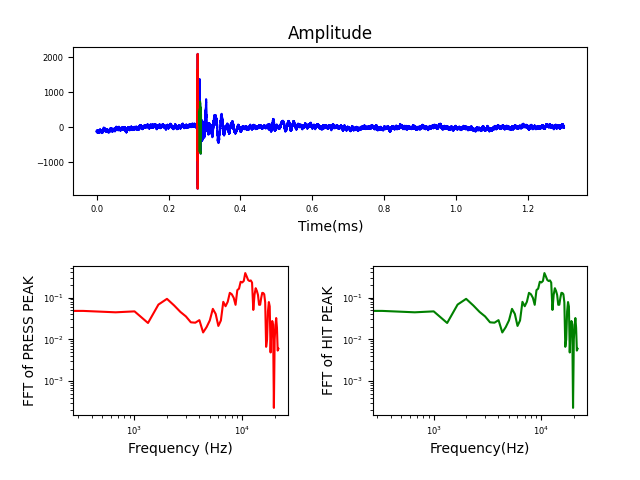 Amplitude
2000
1000
0
−1000
0.0 0.2 0.4 0.6 0.8 1.0 1.2
Time(ms)
FFT of PRESS PEAK
10⁻¹
10⁻²
10⁻³
10³ 10⁴
Frequency (Hz)
FFT of HIT PEAK
10⁻¹
10⁻²
10⁻³
10³ 10⁴
Frequency(Hz)